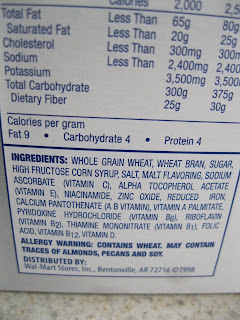 Calories 2,000 2,5
Total Fat Less Than 65g 80g
Saturated Fat Less Than 20g 25g
Cholesterol Less Than 300mg 300m
Sodium Less Than 2,400mg 2,400
Potassium 3,500mg 3,500
Total Carbohydrate 300g 375g
Dietary Fiber 25g 30g
Calories per gram
Fat 9 • Carbohydrate 4 • Protein 4
INGREDIENTS: WHOLE GRAIN WHEAT, WHEAT BRAN, SUGAR,
HIGH FRUCTOSE CORN SYRUP, SALT, MALT FLAVORING, SODIUM
ASCORBATE (VITAMIN C), ALPHA TOCOPHEROL ACETATE
(VITAMIN E), NIACINAMIDE, ZINC OXIDE, REDUCED IRON,
CALCIUM PANTOTHENATE (A B VITAMIN), VITAMIN A PALMITATE,
PYRIDOXINE HYDROCHLORIDE (VITAMIN B6), RIBOFLAVIN
(VITAMIN B2), THIAMINE MONONITRATE (VITAMIN B1), FOLIC
ACID, VITAMIN B12, VITAMIN D.
ALLERGY WARNING: CONTAINS WHEAT. MAY CONTAIN
TRACES OF ALMONDS, PECANS AND SOY.
DISTRIBUTED BY:
Wal-Mart Stores, Inc., Bentonville, AR 72716 ©1998